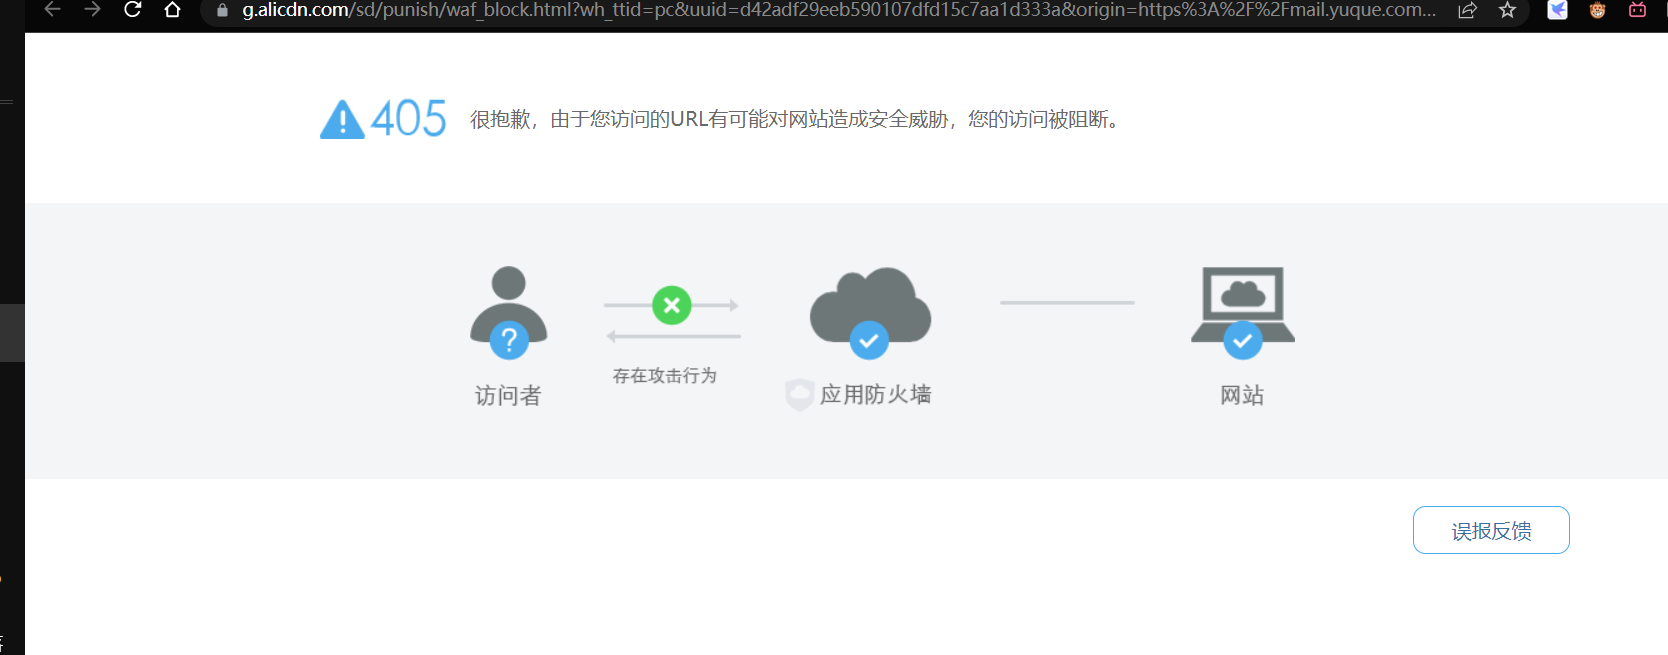 g.alicdn.com/sd/punish/waf_block.html?wh_ttid=pc&uuid=d42adf29eeb590107dfd15c7aa1d333a&origin=https%3A%2F%2Fmail.yuque.com...
405 很抱歉，由于您访问的URL有可能对网站造成安全威胁，您的访问被阻断。
存在攻击行为
访问者
应用防火墙
网站
误报反馈